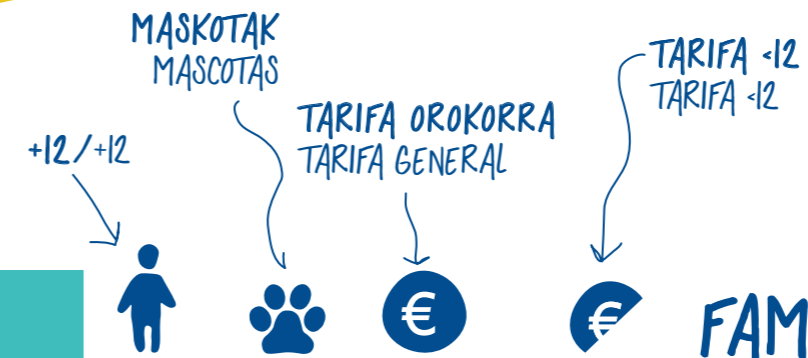 MASKOTAK
MASCOTAS
TARIFA <12
TARIFA <12
TARIFA OROKORRA
TARIFA GENERAL
+12/+12
€
€
FAM